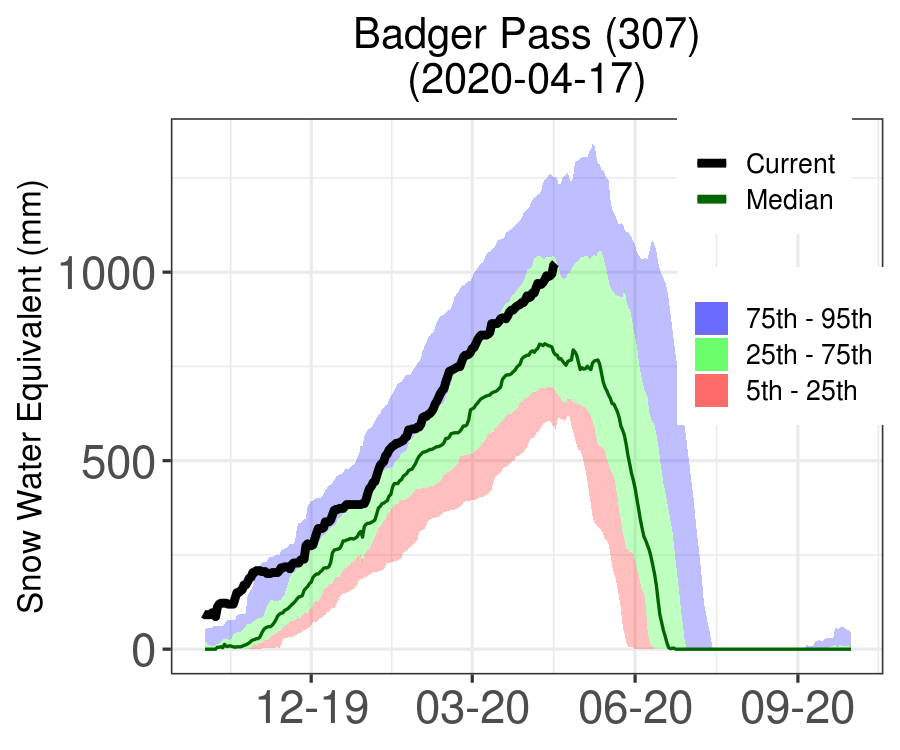 Badger Pass (307)
(2020-04-17)
Snow Water Equivalent (mm)
1000
500
0
12-19
03-20
06-20
09-20
Current
Median
75th - 95th
25th - 75th
5th - 25th